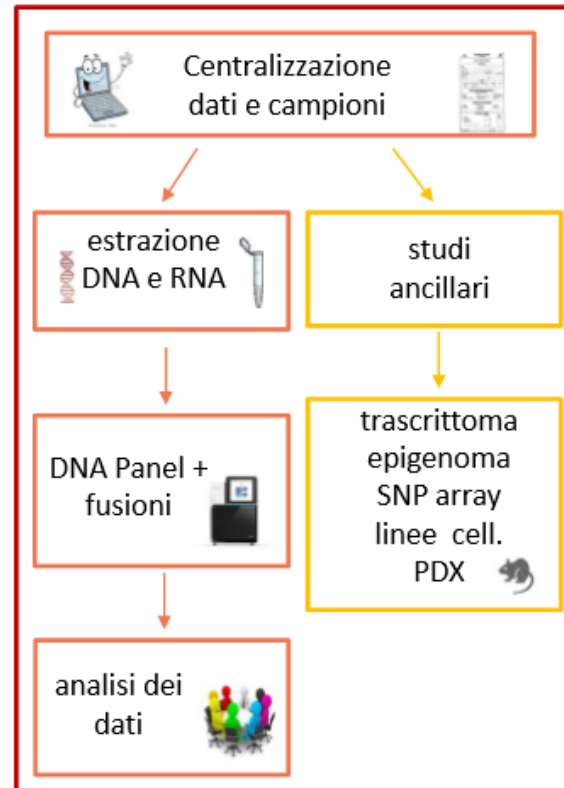 Centralizzazione
dati e campioni
estrazione
DNA e RNA
studi
ancillari
DNA Panel +
fusioni
trascrittoma
epigenoma
SNP array
linee cell.
PDX
analisi dei
dati